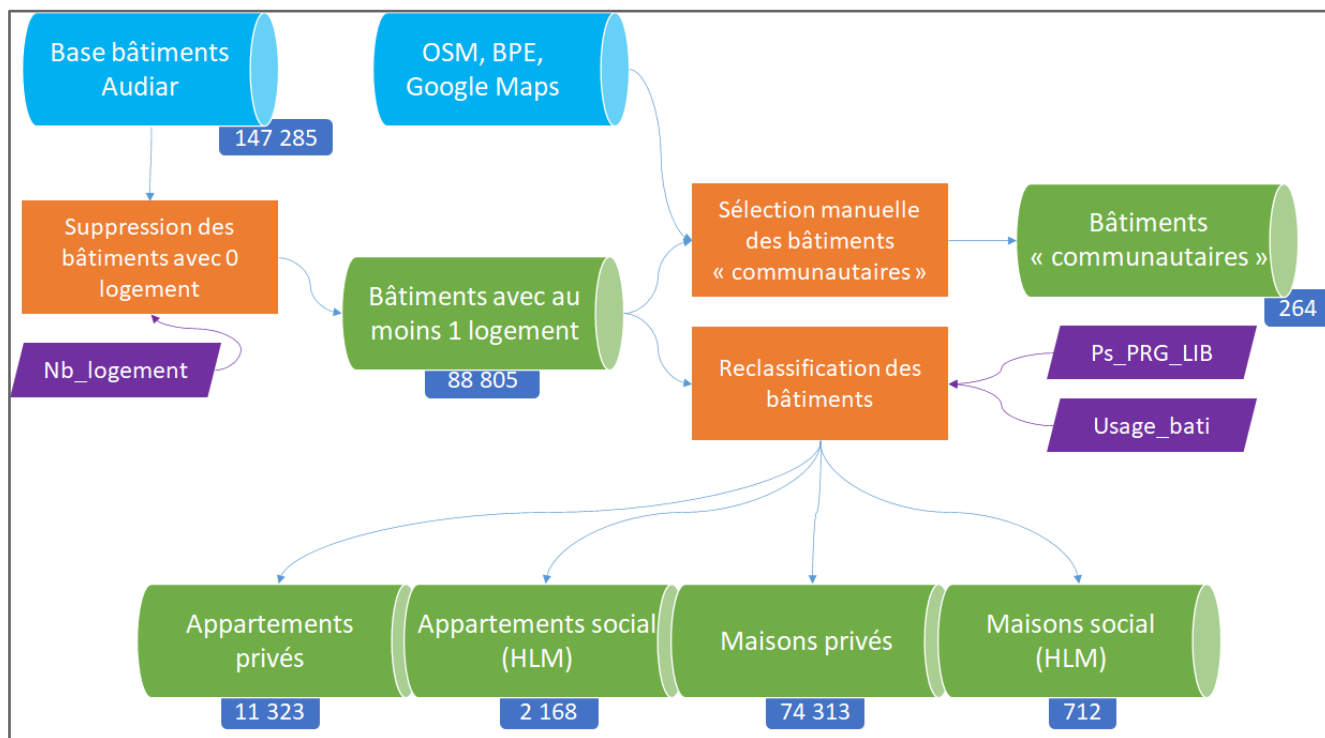 Base bâtiments
Audiar
147 285
OSM, BPE,
Google Maps
Suppression des
bâtiments avec 0
logement
Nb_logement
Bâtiments avec au
moins 1 logement
88 805
Sélection manuelle
des bâtiments
« communautaires »
Bâtiments
« communautaires »
264
Reclassification des
bâtiments
Ps_PRG_LIB
Usage_bati
Appartements
privés
11 323
Appartements social
(HLM)
2 168
Maisons privés
74 313
Maisons social
(HLM)
712